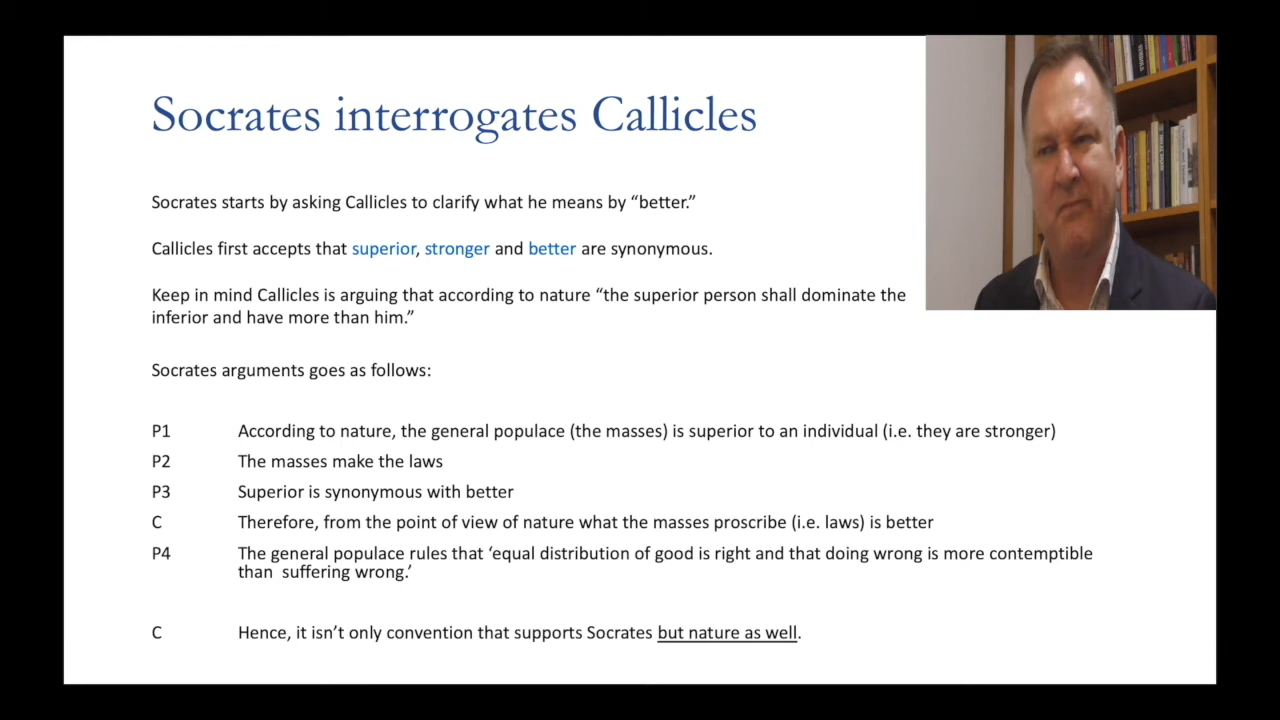 Socrates interrogates Callicles
Socrates starts by asking Callicles to clarify what he means by “better.”
Callicles first accepts that superior, stronger and better are synonymous.
Keep in mind Callicles is arguing that according to nature “the superior person shall dominate the
inferior and have more than him.”
Socrates arguments goes as follows:
P1 According to nature, the general populace (the masses) is superior to an individual (i.e. they are stronger)
P2 The masses make the laws
P3 Superior is synonymous with better
C Therefore, from the point of view of nature what the masses proscribe (i.e. laws) is better
P4 The general populace rules that ‘equal distribution of good is right and that doing wrong is more contemptible
than suffering wrong.’
C Hence, it isn’t only convention that supports Socrates but nature as well.